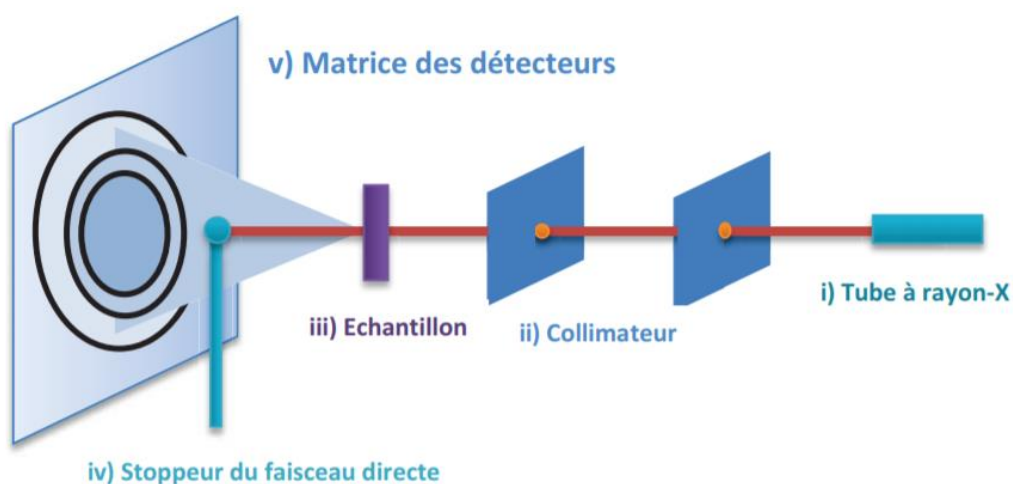 v) Matrice des détecteurs
i) Tube à rayon-X
iii) Echantillon
ii) Collimateur
iv) Stoppeur du faisceau directe